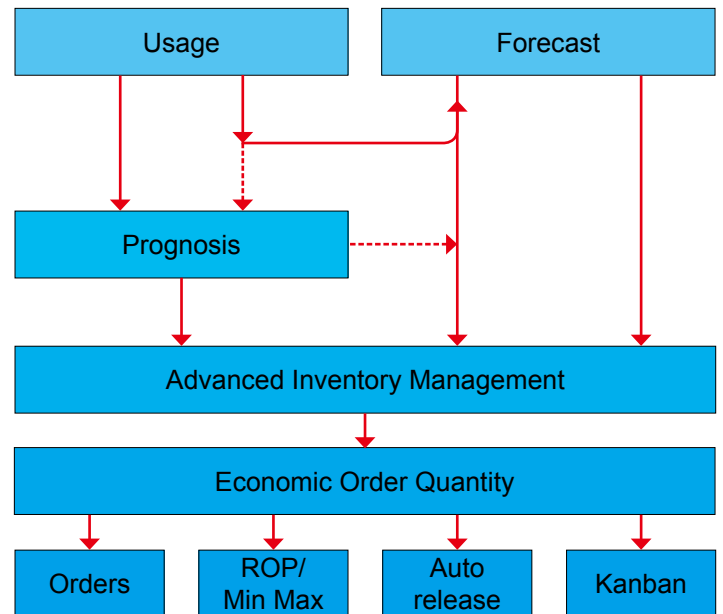 Usage
Forecast
Prognosis
Advanced Inventory Management
Economic Order Quantity
Orders
ROP/
Min Max
Auto
release
Kanban